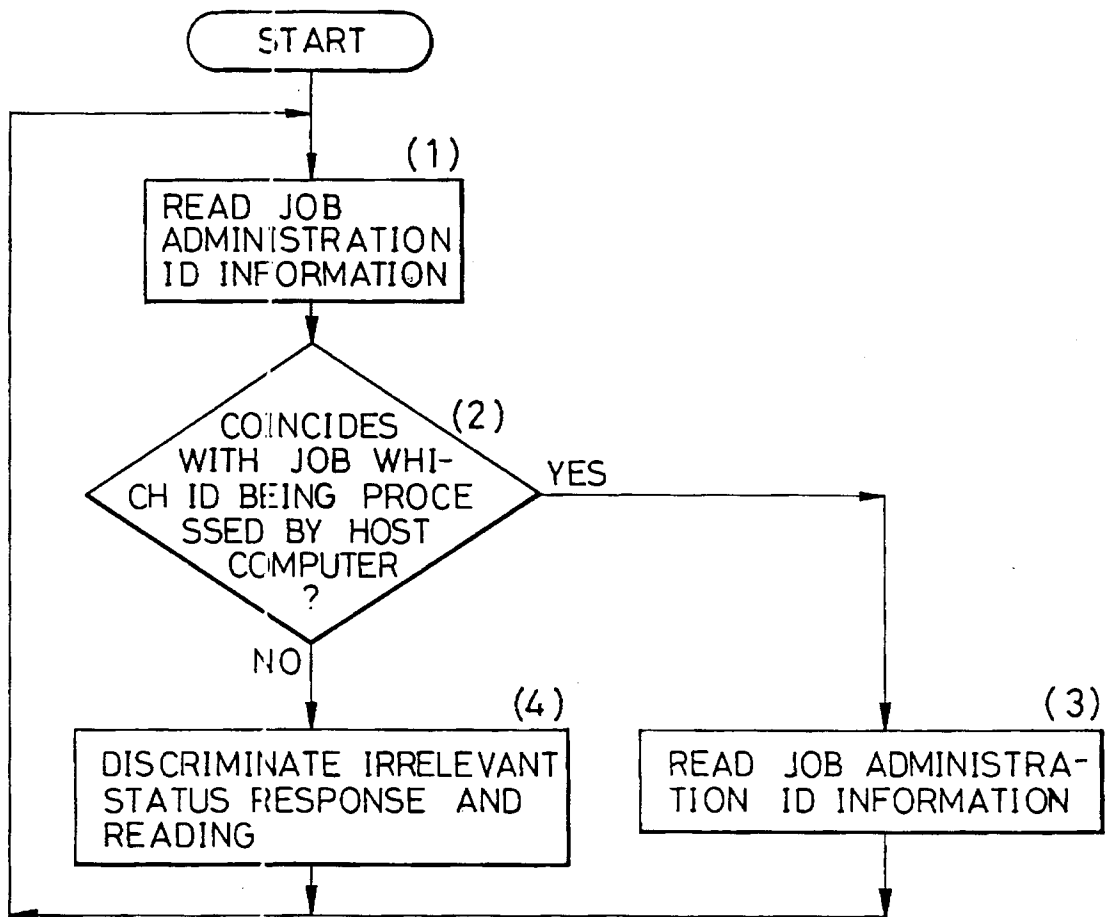 START
(1)
READ JOB
ADMINISTRATION
ID INFORMATION
(2)
COINCIDES
WITH JOB WHI-
CH ID BEING PROCE
SSED BY HOST
COMPUTER
?
YES
NO
(4)
DISCRIMINATE IRRELEVANT
STATUS RESPONSE AND
READING
(3)
READ JOB ADMINISTRA-
TION ID INFORMATION